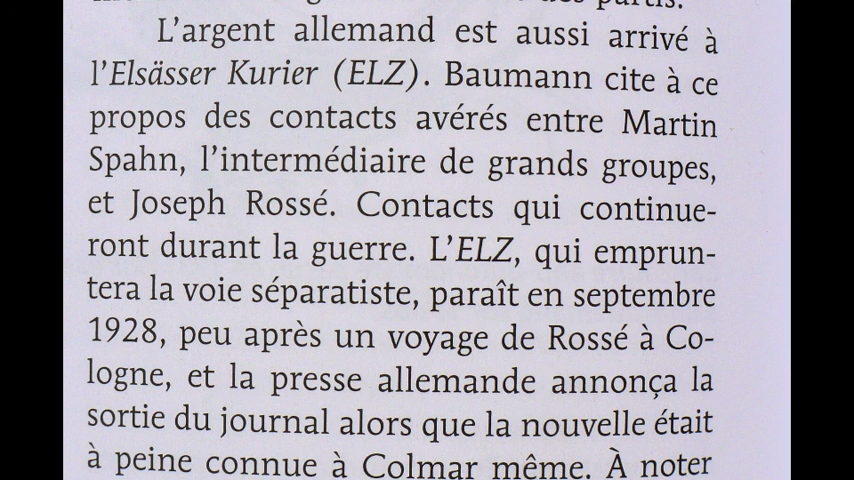 des partis.
L'argent allemand est aussi arrivé à
l'Elsässer Kurier (ELZ). Baumann cite à ce
propos des contacts avérés entre Martin
Spahn, l'intermédiaire de grands groupes,
et Joseph Rossé. Contacts qui continue-
ront durant la guerre. L'ELZ, qui emprun-
tera la voie séparatiste, paraît en septembre
1928, peu après un voyage de Rossé à Co-
logne, et la presse allemande annonça la
sortie du journal alors que la nouvelle était
à peine connue à Colmar même. À noter